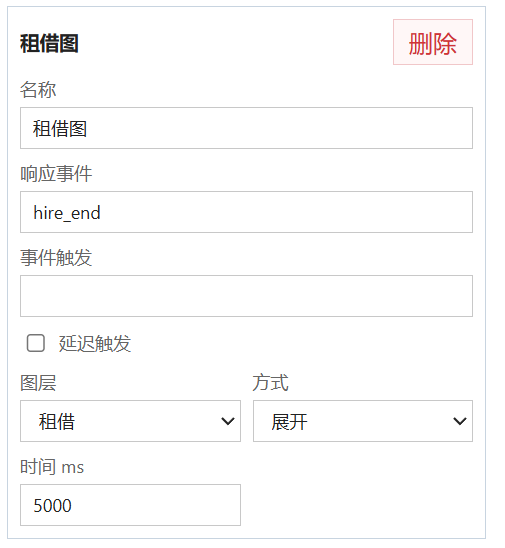 租借图
删除
名称
租借图
响应事件
hire_end
事件触发
延迟触发
图层 方式
租借 展开
时间 ms
5000